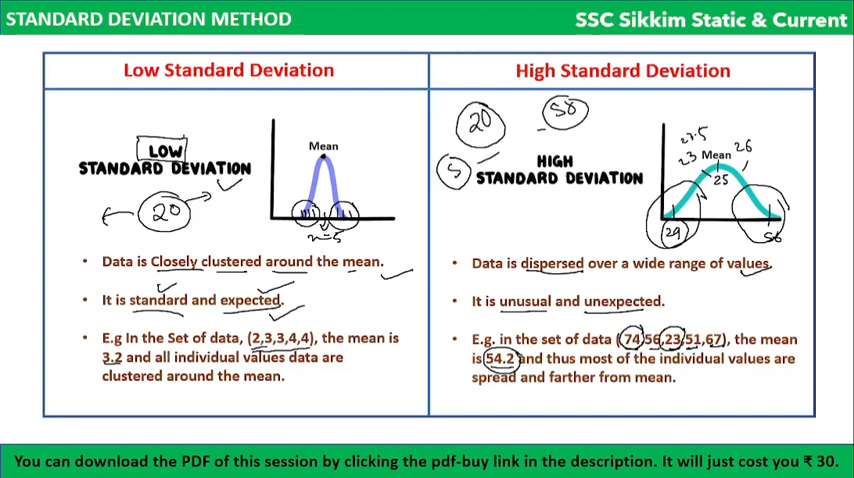 STANDARD DEVIATION METHOD
SSC Sikkim Static & Current
Low Standard Deviation
High Standard Deviation
LOW
STANDARD DEVIATION
20
Mean
n=5
• Data is Closely clustered around the mean.
• It is standard and expected.
• E.g In the Set of data, (2,3,3,4,4), the mean is
3.2 and all individual values data are
clustered around the mean.
20
58
5
HIGH
STANDARD DEVIATION
27.5
23
Mean
26
25
29
• Data is dispersed over a wide range of values.
• It is unusual and unexpected.
• E.g. in the set of data (74,56,23,51,67), the mean
is 54.2 and thus most of the individual values are
spread and farther from mean.
You can download the PDF of this session by clicking the pdf-buy link in the description. It will just cost you ₹ 30.